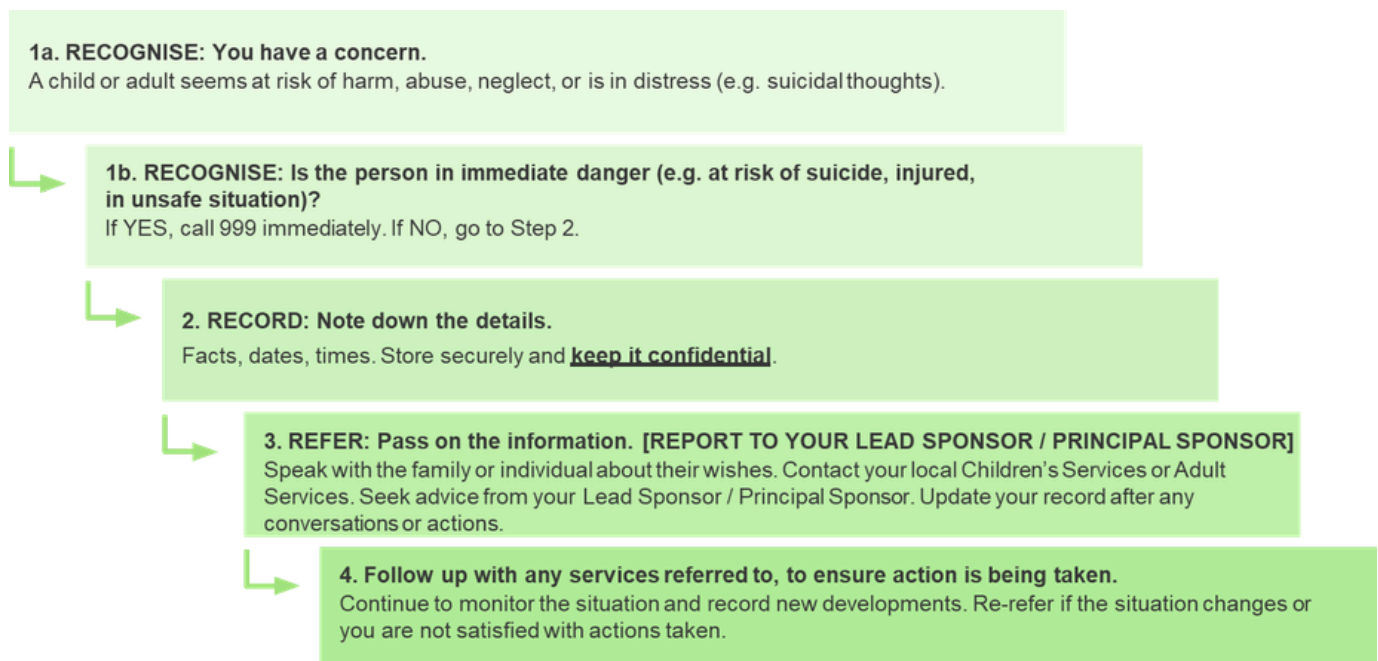 1a. RECOGNISE: You have a concern.
A child or adult seems at risk of harm, abuse, neglect, or is in distress (e.g. suicidal thoughts).
1b. RECOGNISE: Is the person in immediate danger (e.g. at risk of suicide, injured,
in unsafe situation)?
If YES, call 999 immediately. If NO, go to Step 2.
2. RECORD: Note down the details.
Facts, dates, times. Store securely and keep it confidential.
3. REFER: Pass on the information. [REPORT TO YOUR LEAD SPONSOR / PRINCIPAL SPONSOR]
Speak with the family or individual about their wishes. Contact your local Children's Services or Adult
Services. Seek advice from your Lead Sponsor / Principal Sponsor. Update your record after any
conversations or actions.
4. Follow up with any services referred to, to ensure action is being taken.
Continue to monitor the situation and record new developments. Re-refer if the situation changes or
you are not satisfied with actions taken.